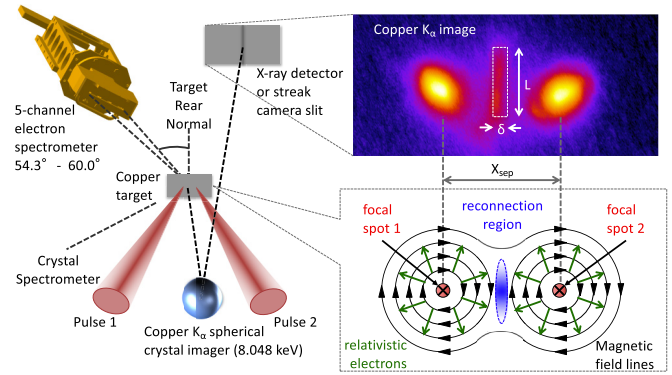 Copper Kα image
L
δ
X-ray detector
or streak
camera slit
Target
Rear
Normal
5-channel
electron
spectrometer
54.3° - 60.0°
Copper
target
Crystal
Spectrometer
Pulse 1
Pulse 2
Copper Kα spherical
crystal imager (8.048 keV)
Xsep
focal
spot 1
reconnection
region
focal
spot 2
relativistic
electrons
Magnetic
field lines